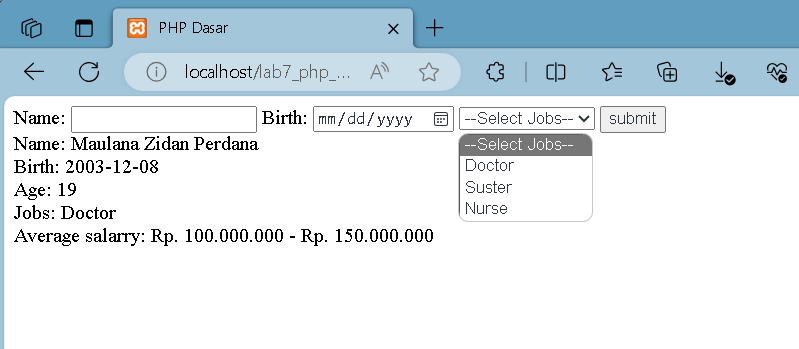 PHP Dasar
localhost/lab7_php_...
Name: Birth: mm/dd/yyyy --Select Jobs-- submit
Name: Maulana Zidan Perdana
--Select Jobs--
Birth: 2003-12-08
Doctor
Age: 19
Suster
Jobs: Doctor
Nurse
Average salarry: Rp. 100.000.000 - Rp. 150.000.000